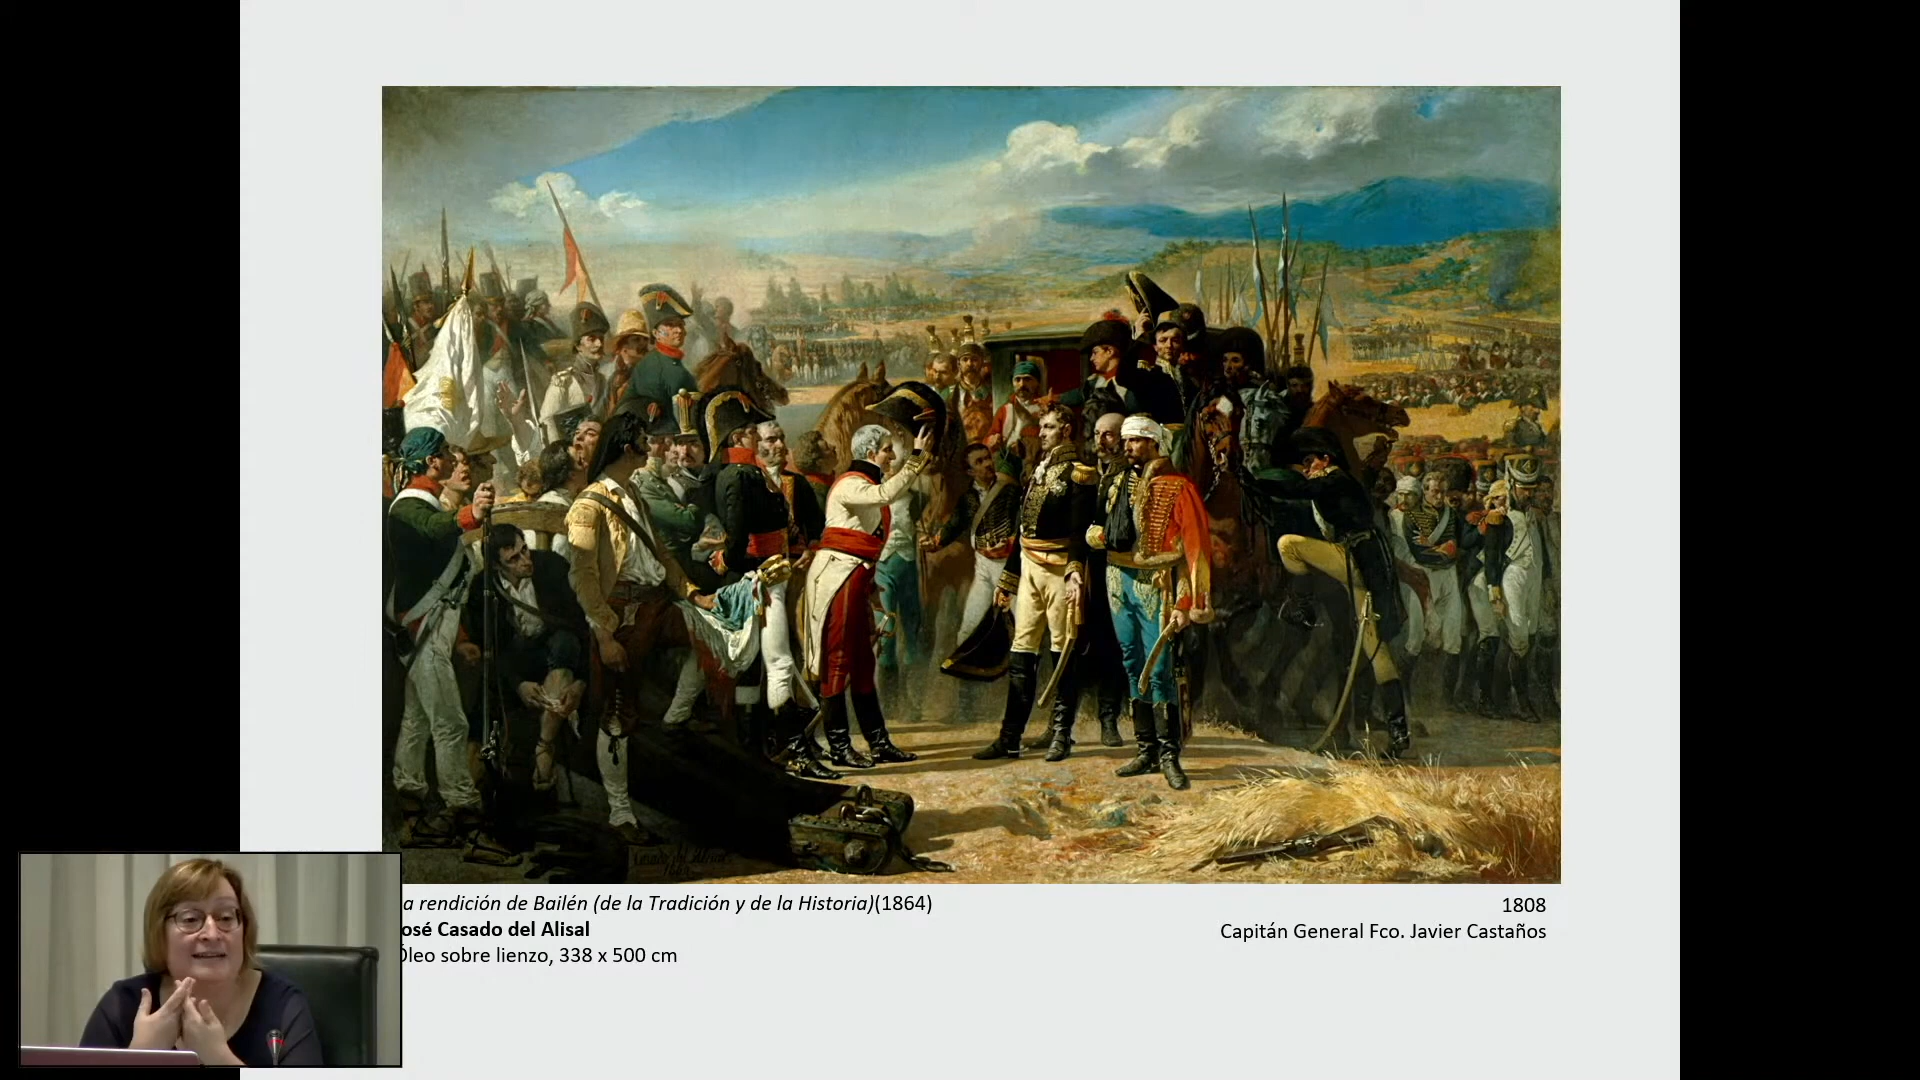 a rendición de Bailén (de la Tradición y de la Historia)(1864)
osé Casado del Alisal
Óleo sobre lienzo, 338 x 500 cm
1808
Capitán General Fco. Javier Castaños